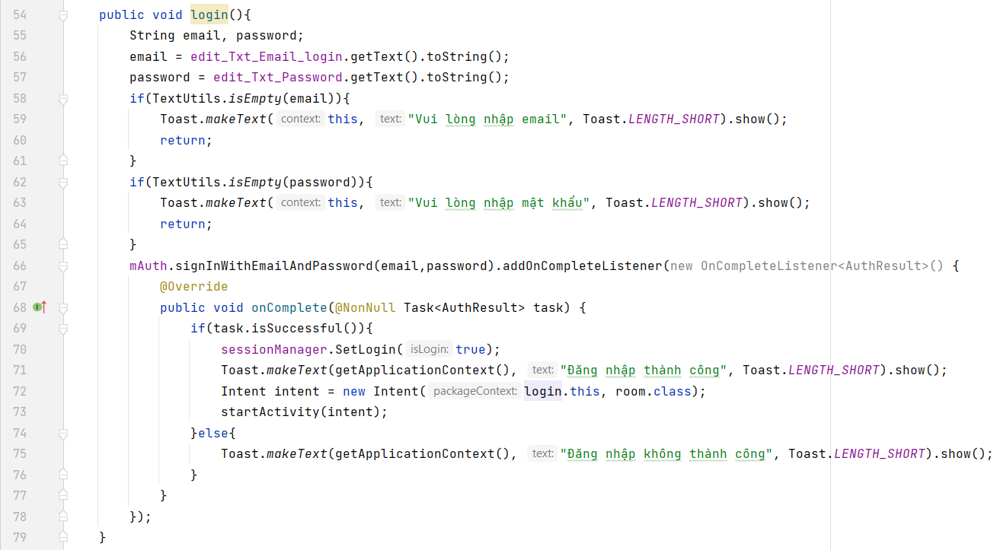 54 public void login(){
55 String email, password;
56 email = edit_Txt_Email_login.getText().toString();
57 password = edit_Txt_Password.getText().toString();
58 if(TextUtils.isEmpty(email)){
59 Toast.makeText( context: this, text: "Vui lòng nhập email", Toast.LENGTH_SHORT).show();
60 return;
61 }
62 if(TextUtils.isEmpty(password)){
63 Toast.makeText( context: this, text: "Vui lòng nhập mật khẩu", Toast.LENGTH_SHORT).show();
64 return;
65 }
66 mAuth.signInWithEmailAndPassword(email,password).addOnCompleteListener(new OnCompleteListener<AuthResult>() {
67 @Override
68 public void onComplete(@NonNull Task<AuthResult> task) {
69 if(task.isSuccessful()){
70 sessionManager.SetLogin( isLogin: true);
71 Toast.makeText(getApplicationContext(), text: "Đăng nhập thành công", Toast.LENGTH_SHORT).show();
72 Intent intent = new Intent( packageContext: login.this, room.class);
73 startActivity(intent);
74 }else{
75 Toast.makeText(getApplicationContext(), text: "Đăng nhập không thành công", Toast.LENGTH_SHORT).show();
76 }
77 }
78 });
79 }